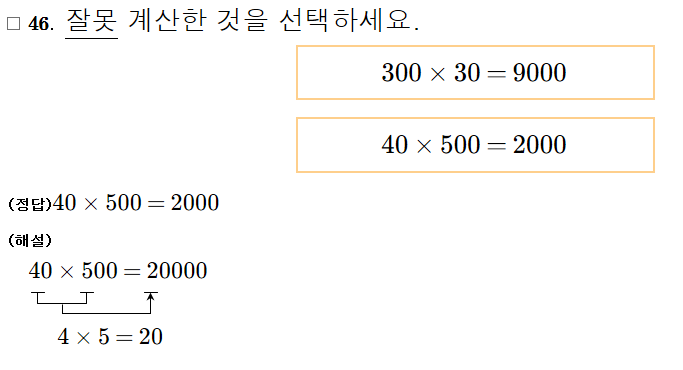 □ 46. 잘못 계산한 것을 선택하세요.
300 × 30 = 9000
40 × 500 = 2000
(정답)40 × 500 = 2000
(해설)
40 × 500 = 20000
4 × 5 = 20